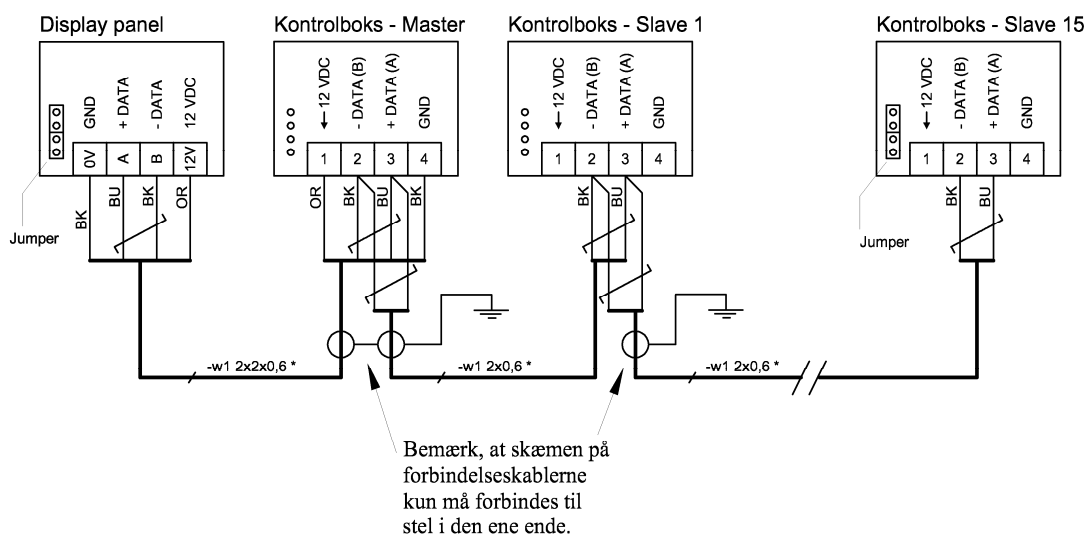 Display panel
Kontrolboks - Master
Kontrolboks - Slave 1
Kontrolboks - Slave 15
GND
+ DATA
- DATA
12 VDC
12 VDC
- DATA (B)
+ DATA (A)
GND
12 VDC
- DATA (B)
+ DATA (A)
GND
12 VDC
- DATA (B)
+ DATA (A)
GND
0V
A
B
12V
1
2
3
4
1
2
3
4
1
2
3
4
BK
BU
BK
OR
OR
BK
BU
BK
BK
BU
BK
BU
Jumper
Jumper
-w1 2x2x0,6 *
-w1 2x0,6 *
-w1 2x0,6 *
Bemærk, at skæmen på
forbindelseskablerne
kun må forbindes til
stel i den ene ende.